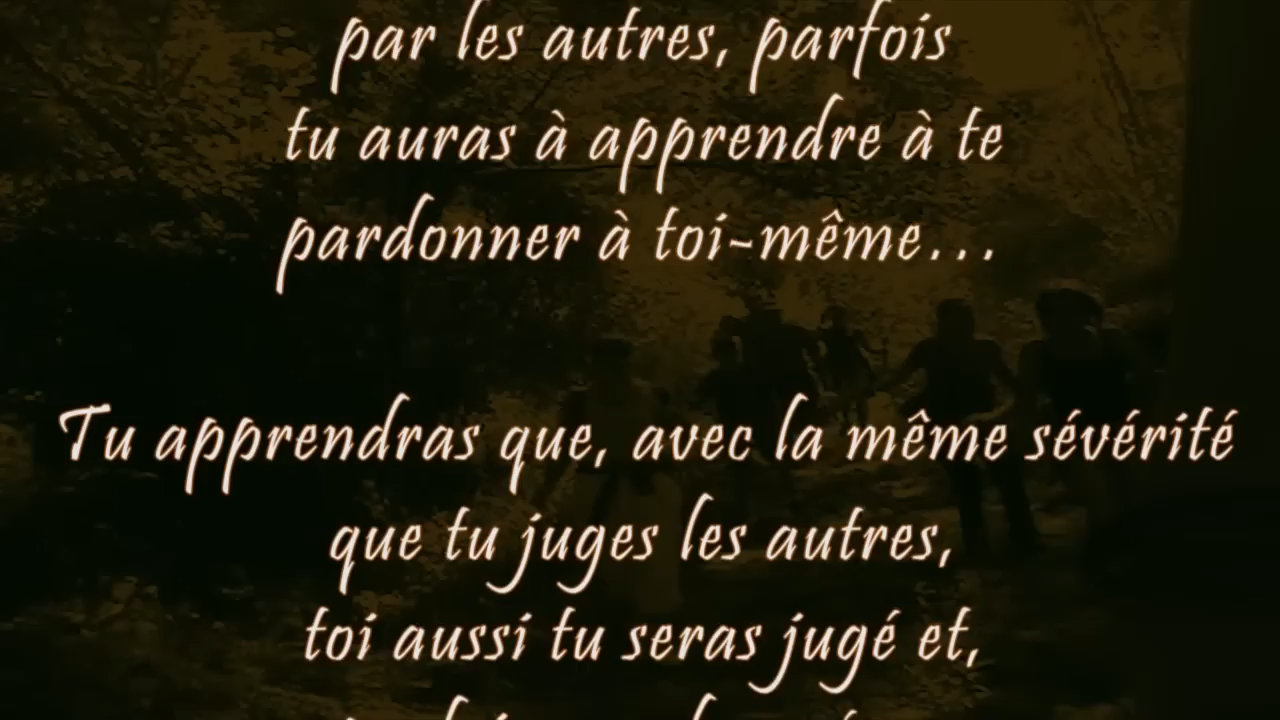 par les autres, parfois
tu auras à apprendre à te
pardonner à toi-même...
Tu apprendras que, avec la même sévérité
que tu juges les autres,
toi aussi tu seras jugé et,